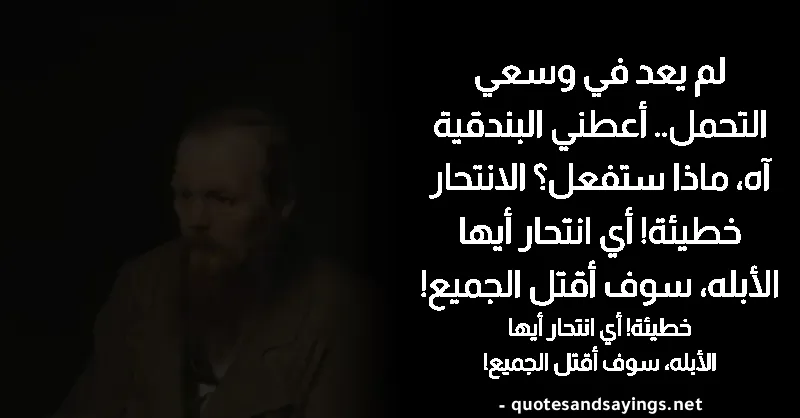 لم يعد في وسعي
التحمل.. أعطني البندقية
آه، ماذا ستفعل؟ الانتحار
خطيئة! أي انتحار أيها
الأبله، سوف أقتل الجميع!
خطيئة! أي انتحار أيها
الأبله، سوف أقتل الجميع!
- quotesandsayings.net